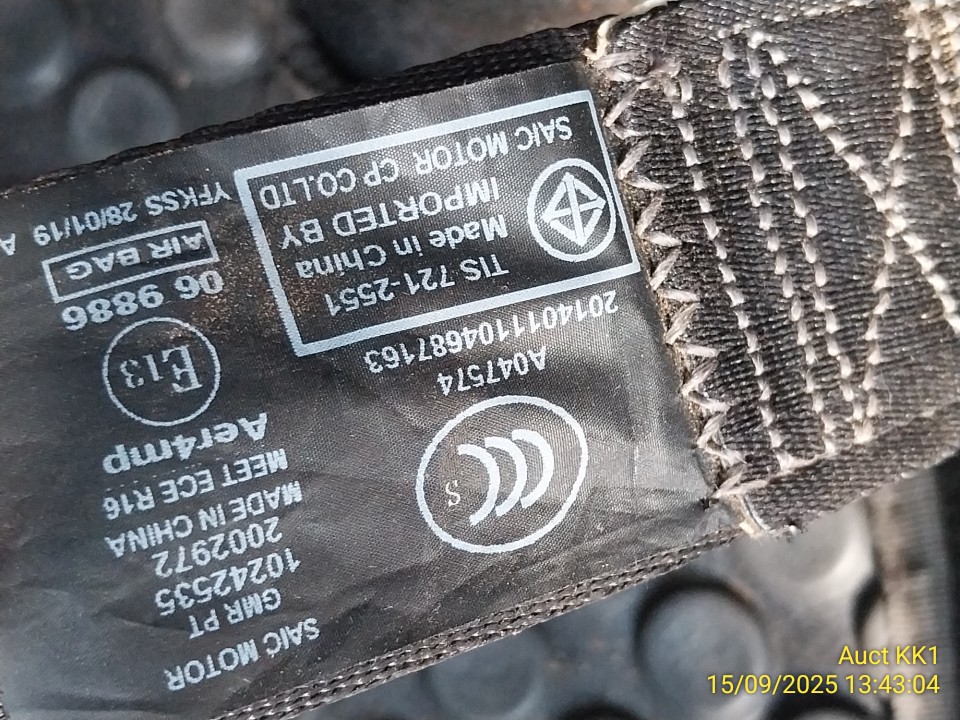 SAIC MOTOR
GMR PT
10242535
2002972
MADE IN CHINA
MEET ECE R16
Aer4mp
E13
06 9886
AIR BAG
YFKSS 28/01/19 A
CCC S
A047574
2014011104687163
TIS 721-2551
Made in China
IMPORTED BY
SAIC MOTOR CP CO.LTD
Auct KK1
15/09/2025 13:43:04